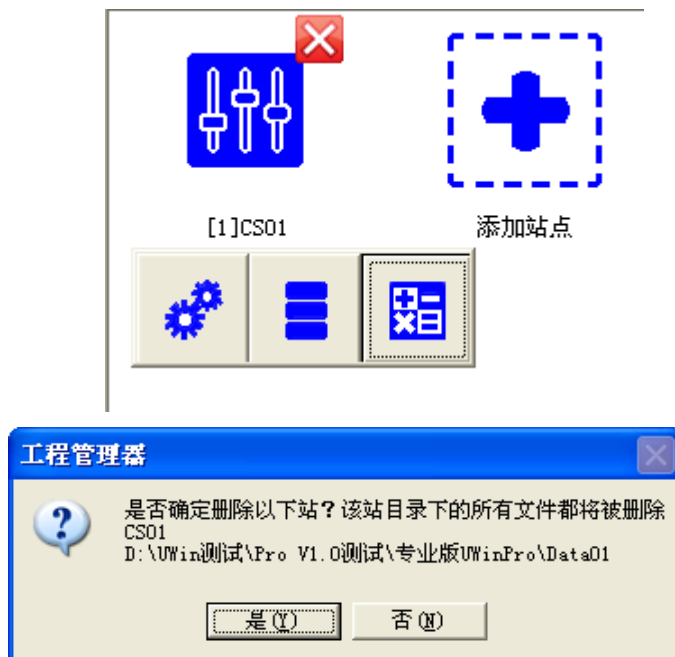 [1]CS01
添加站点
工程管理器
是否确定删除以下站？该站目录下的所有文件都将被删除
CS01
D:\UWin测试\Pro V1.0测试\专业版UWinPro\Data01
是(Y)
否(N)